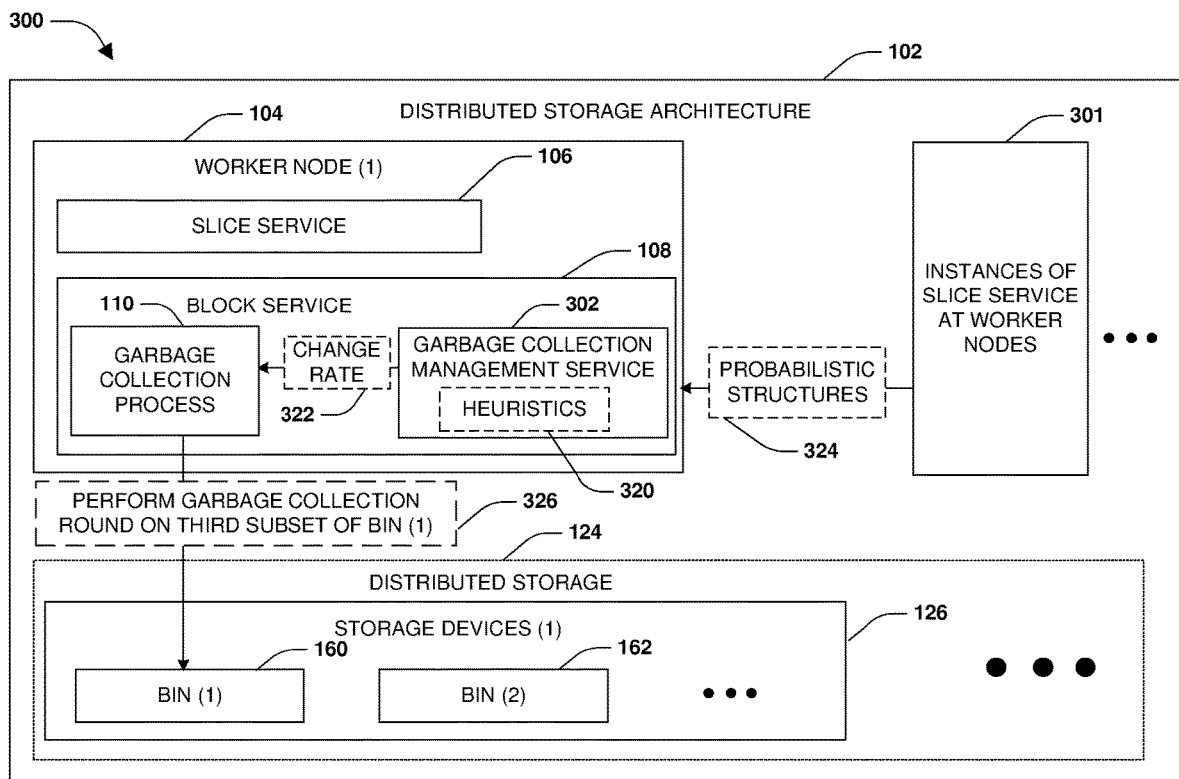 300
102
DISTRIBUTED STORAGE ARCHITECTURE
104
301
WORKER NODE (1)
106
SLICE SERVICE
108
BLOCK SERVICE
110
302
GARBAGE
COLLECTION
PROCESS
CHANGE
RATE
322
GARBAGE COLLECTION
MANAGEMENT SERVICE
HEURISTICS
320
PROBABILISTIC
STRUCTURES
324
INSTANCES OF
SLICE SERVICE
AT WORKER
NODES
PERFORM GARBAGE COLLECTION
ROUND ON THIRD SUBSET OF BIN (1)
326
124
DISTRIBUTED STORAGE
STORAGE DEVICES (1)
126
160
162
BIN (1)
BIN (2)